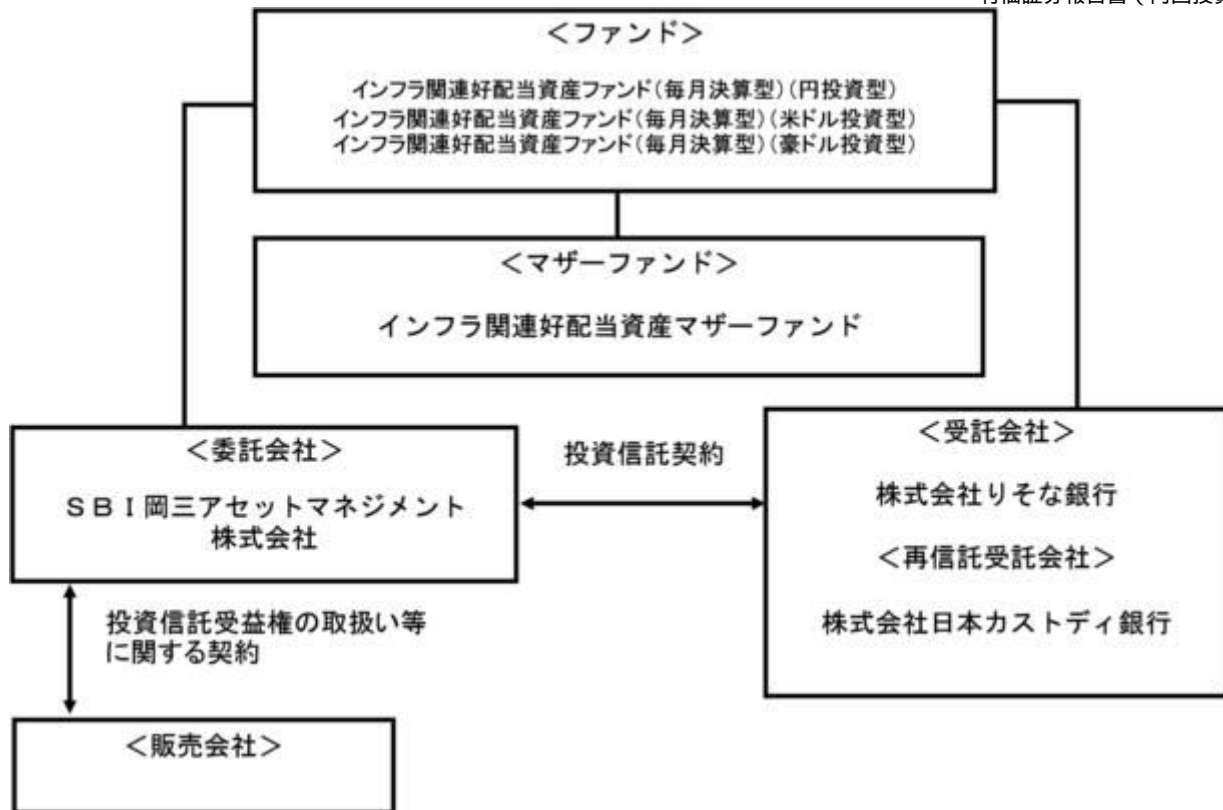 ＜ファンド＞
インフラ関連好配当資産ファンド(毎月決算型)(円投資型)
インフラ関連好配当資産ファンド(毎月決算型)(米ドル投資型)
インフラ関連好配当資産ファンド(毎月決算型)(豪ドル投資型)
＜マザーファンド＞
インフラ関連好配当資産マザーファンド
＜委託会社＞
ＳＢＩ岡三アセットマネジメント
株式会社
投資信託契約
＜受託会社＞
株式会社りそな銀行
＜再信託受託会社＞
株式会社日本カストディ銀行
投資信託受益権の取扱い等
に関する契約
＜販売会社＞